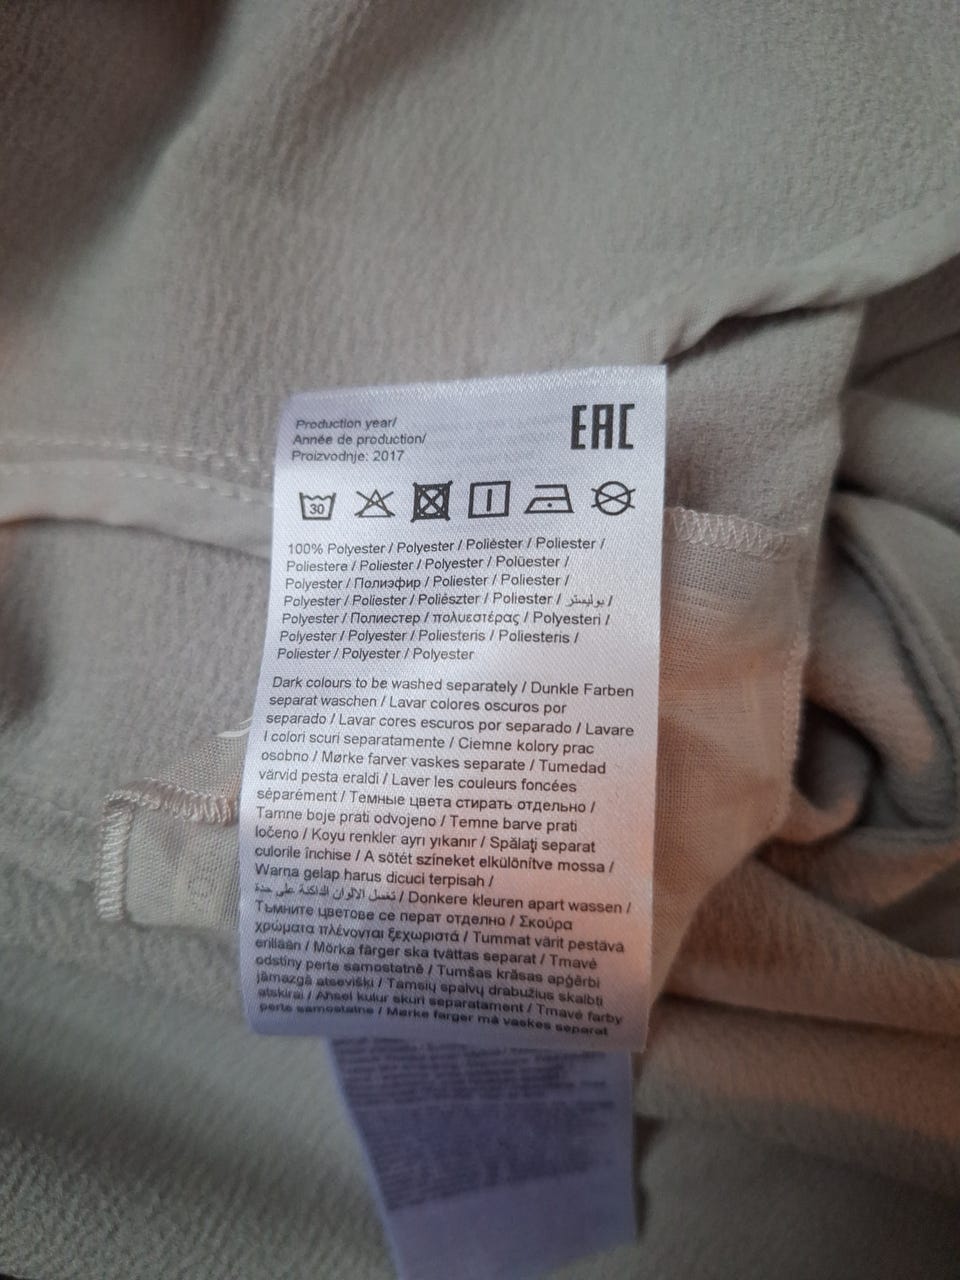 Production year/
Année de production/
Proizvodnje: 2017
EAC
30
100% Polyester / Polyester / Poliéster / Poliester /
Poliestere / Poliester / Polyester / Polüester /
Polyester / Полиэфир / Poliester / Poliester /
Polyester / Poliester / Poliészter / Poliester / بوليستر /
Polyester / Полиестер / πολυεστέρας / Polyesteri /
Polyester / Polyester / Poliesteris / Poliesteris /
Poliester / Polyester / Polyester
Dark colours to be washed separately / Dunkle Farben
separat waschen / Lavar colores oscuros por
separado / Lavar cores escuros por separado / Lavare
I colori scuri separatamente / Ciemne kolory prac
osobno / Mørke farver vaskes separate / Tumedad
värvid pesta eraldi / Laver les couleurs foncées
séparément / Темные цвета стирать отдельно /
Tamne boje prati odvojeno / Temne barve prati
ločeno / Koyu renkler ayrı yıkanır / Spălaţi separat
culorile închise / A sötét színeket elkülönítve mossa /
Warna gelap harus dicuci terpisah /
تغسل الالوان الداكنة على حدة / Donkere kleuren apart wassen /
Тъмните цветове се перат отделно / Σκούρα
χρώματα πλένονται ξεχωριστά / Tummat värit pestävä
erillään / Mörka färger ska tvättas separat / Tmavé
odstíny perte samostatně / Tumšas krāsas apģērbi
jāmazgā atsevišķi / Tamsių spalvų drabužius skalbti
atskirai / Ahsel kulur skuri separatament / Tmavé farby
perte samostatne / Mørke farger må vaskes separat